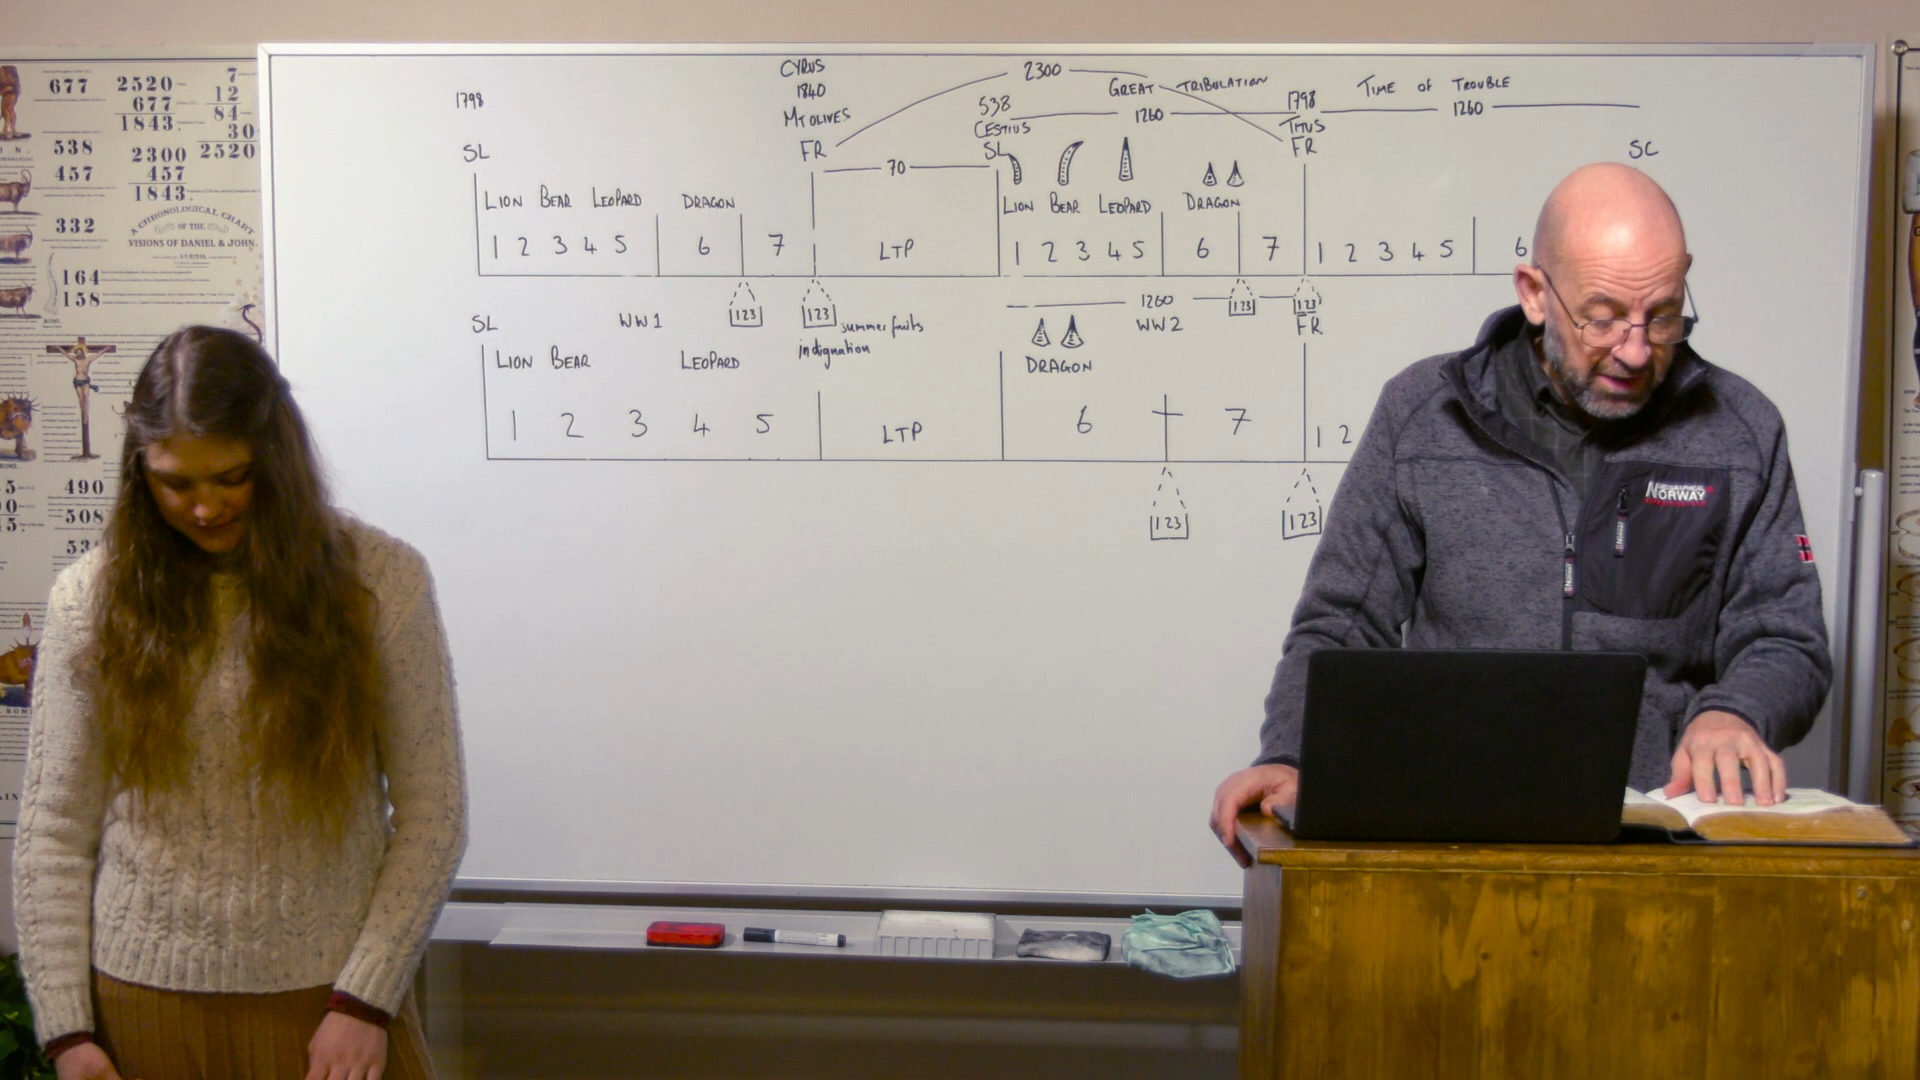 677
2520
677
1843.
7
12
84
30
2520
538
457
2300
457
1843.
332
A CHRONOLOGICAL CHART
OF THE
VISIONS OF DANIEL & JOHN.
164
158
490
508
1798
CYRUS
1840
MT OLIVES
2300
538
CESTIUS
GREAT TRIBULATION
1260
1798
TITUS
TIME OF TROUBLE
1260
SL
FR
70
SL
FR
SC
LION BEAR LEOPARD DRAGON
LION BEAR LEOPARD DRAGON
1 2 3 4 5 6 7 LTP 1 2 3 4 5 6 7 1 2 3 4 5 6
123
123
summer fruits
indignation
1260
123
123
SL
WW1
WW2
FR
LION BEAR LEOPARD
DRAGON
1 2 3 4 5 LTP 6 7 1 2
123
123
GEOGRAPHICAL
NORWAY